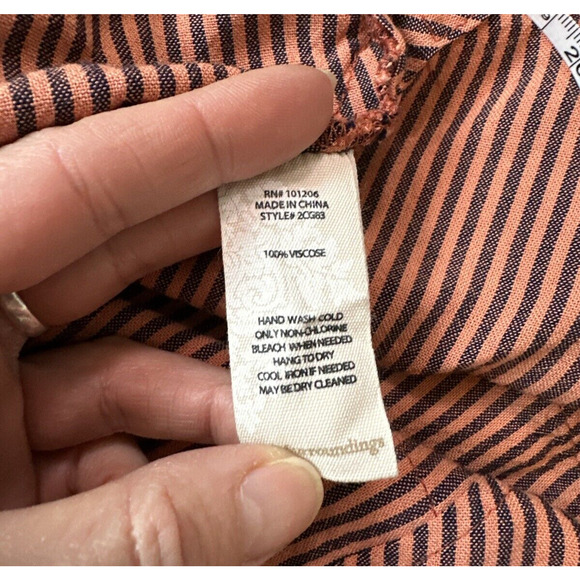 RN# 101206
MADE IN CHINA
STYLE# 2CG83
100% VISCOSE
HAND WASH COLD
ONLY NON-CHLORINE
BLEACH WHEN NEEDED
HANG TO DRY
COOL IRON IF NEEDED
MAY BE DRY CLEANED